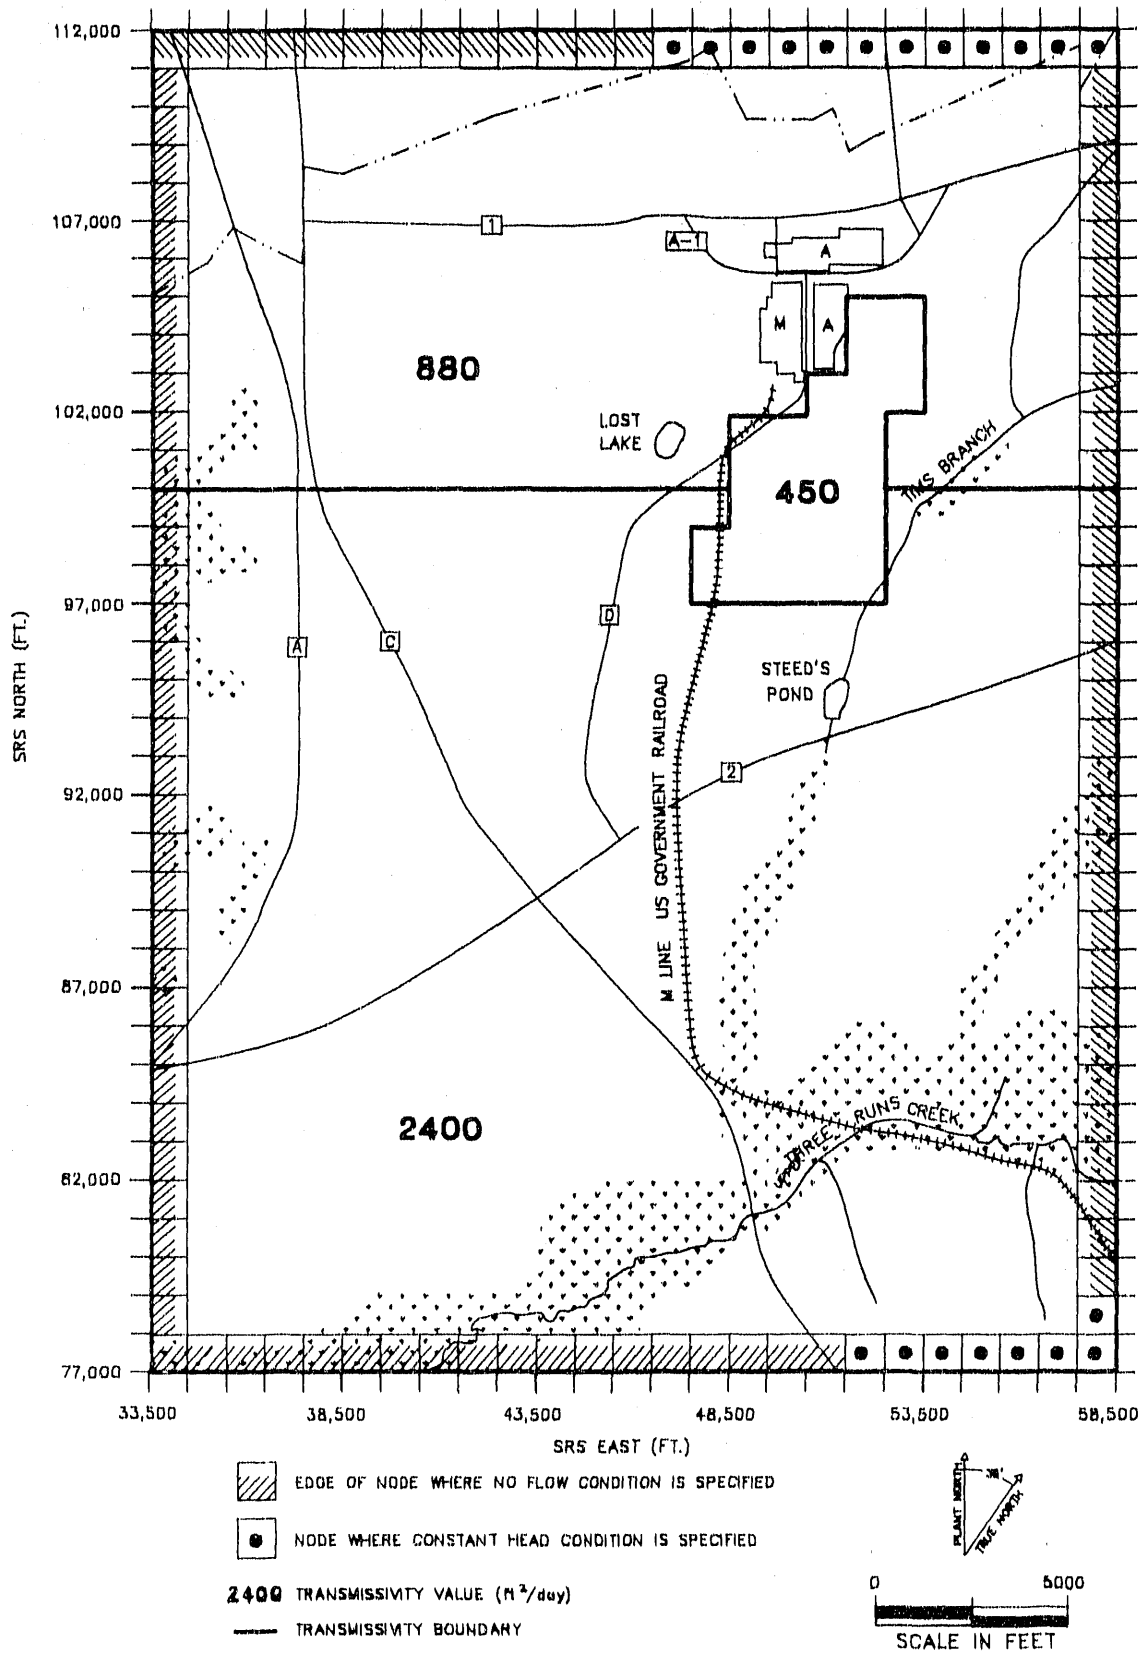 112,000
107,000
1
A-1
A
M
A
880
LOST
LAKE
102,000
TIMS BRANCH
450
97,000
A
C
D
STEED'S
POND
SRS NORTH (FT.)
M LINE US GOVERNMENT RAILROAD
2
92,000
87,000
2400
UPPER THREE RUNS CREEK
82,000
77,000
33,500 38,500 43,500 48,500 53,500 58,500
SRS EAST (FT.)
EDGE OF NODE WHERE NO FLOW CONDITION IS SPECIFIED
NODE WHERE CONSTANT HEAD CONDITION IS SPECIFIED
2400 TRANSMISSIVITY VALUE (ft²/day)
TRANSMISSIVITY BOUNDARY
PLANT NORTH
TRUE NORTH
0 5000
SCALE IN FEET